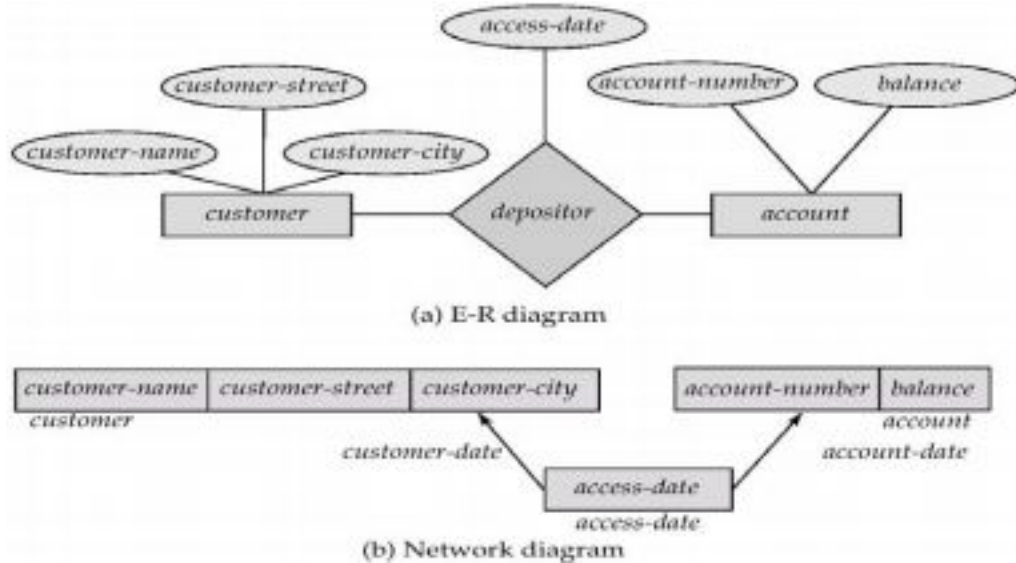 access-date
customer-street
account-number balance
customer-name customer-city
customer depositor account
(a) E-R diagram
customer-name customer-street customer-city account-number balance
customer account
customer-date account-date
access-date
access-date
(b) Network diagram